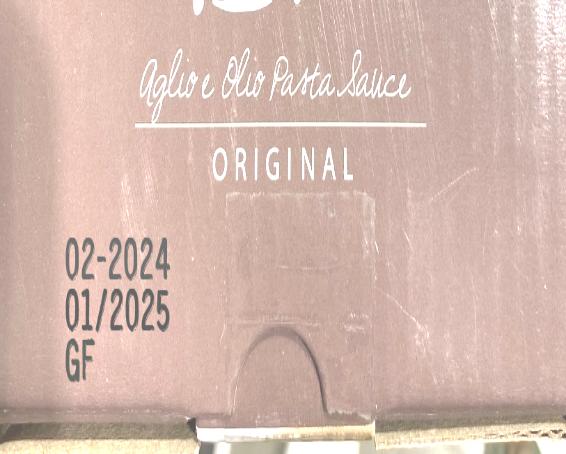 Aglio e Olio Pasta Sauce
ORIGINAL
02-2024
01/2025
GF